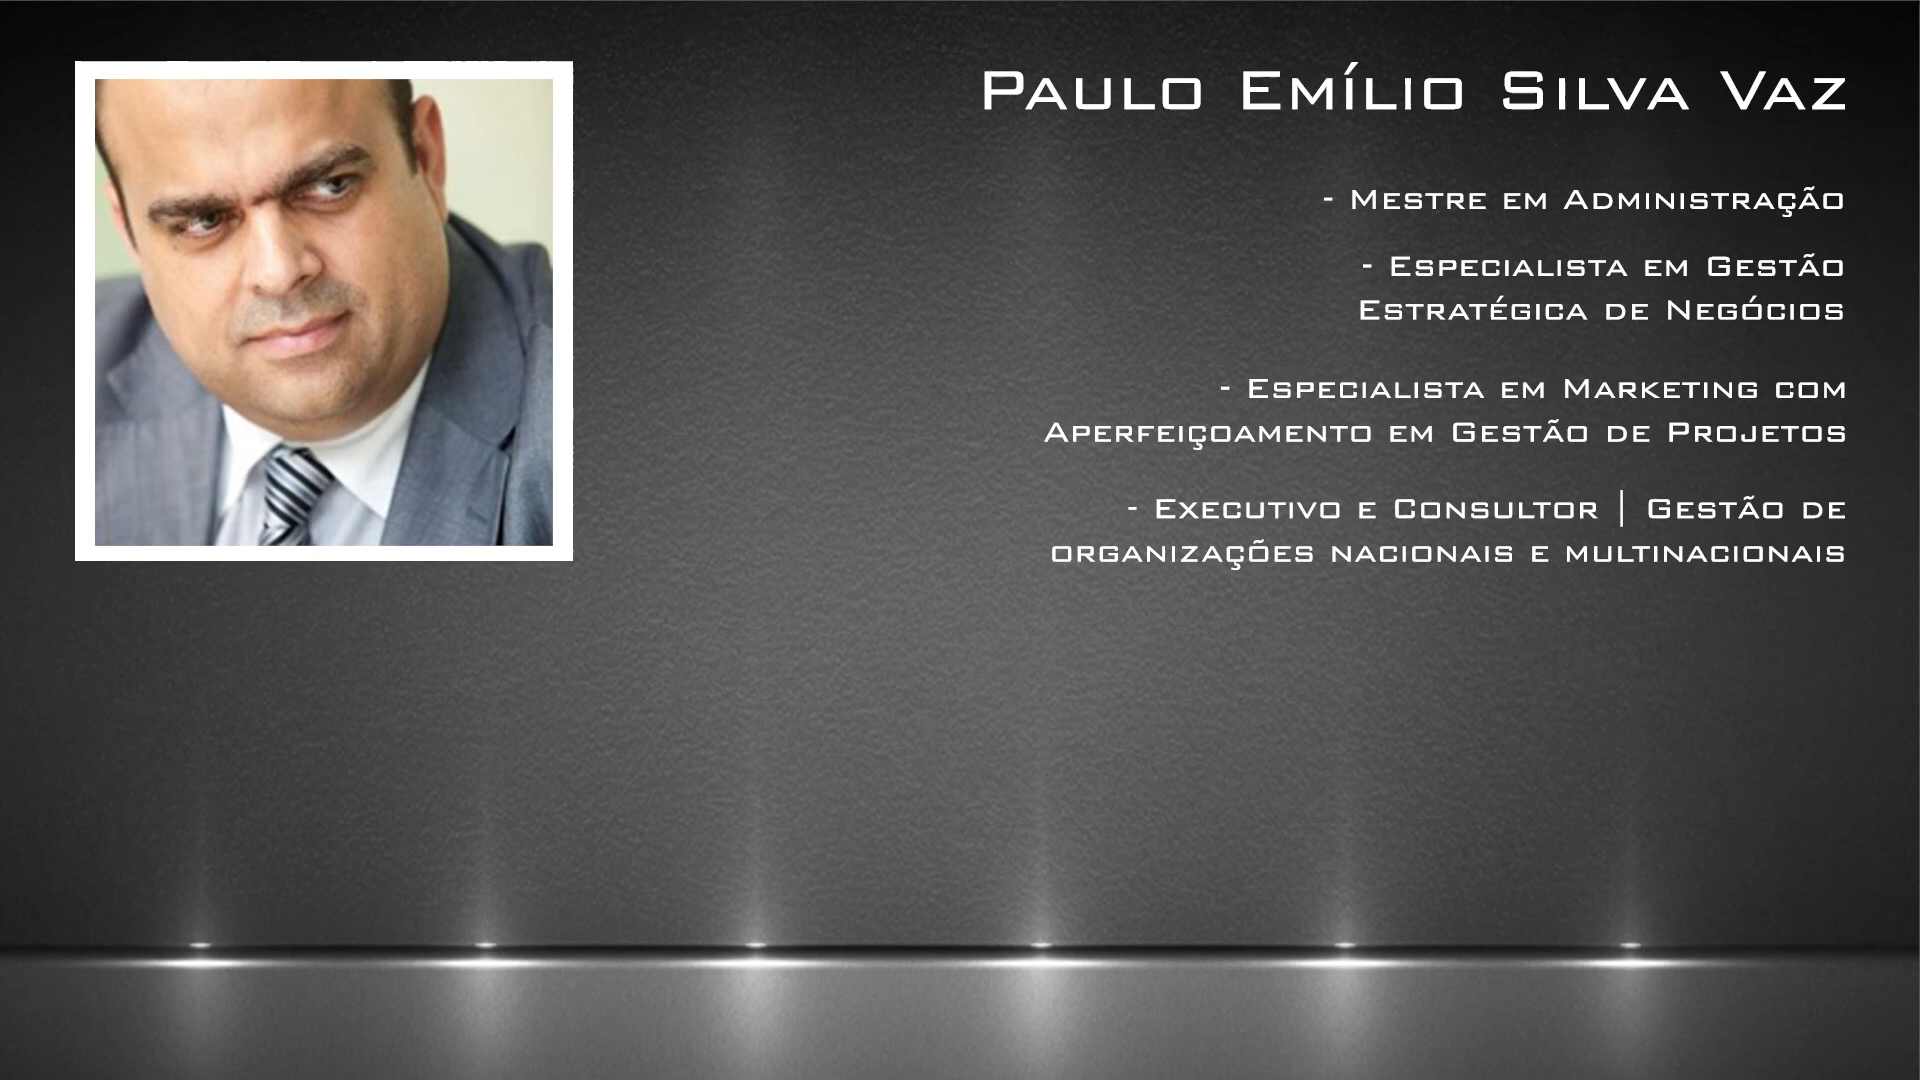 Paulo Emílio Silva Vaz
- Mestre em Administração
- Especialista em Gestão
Estratégica de Negócios
- Especialista em Marketing com
Aperfeiçoamento em Gestão de Projetos
- Executivo e Consultor | Gestão de
organizações nacionais e multinacionais